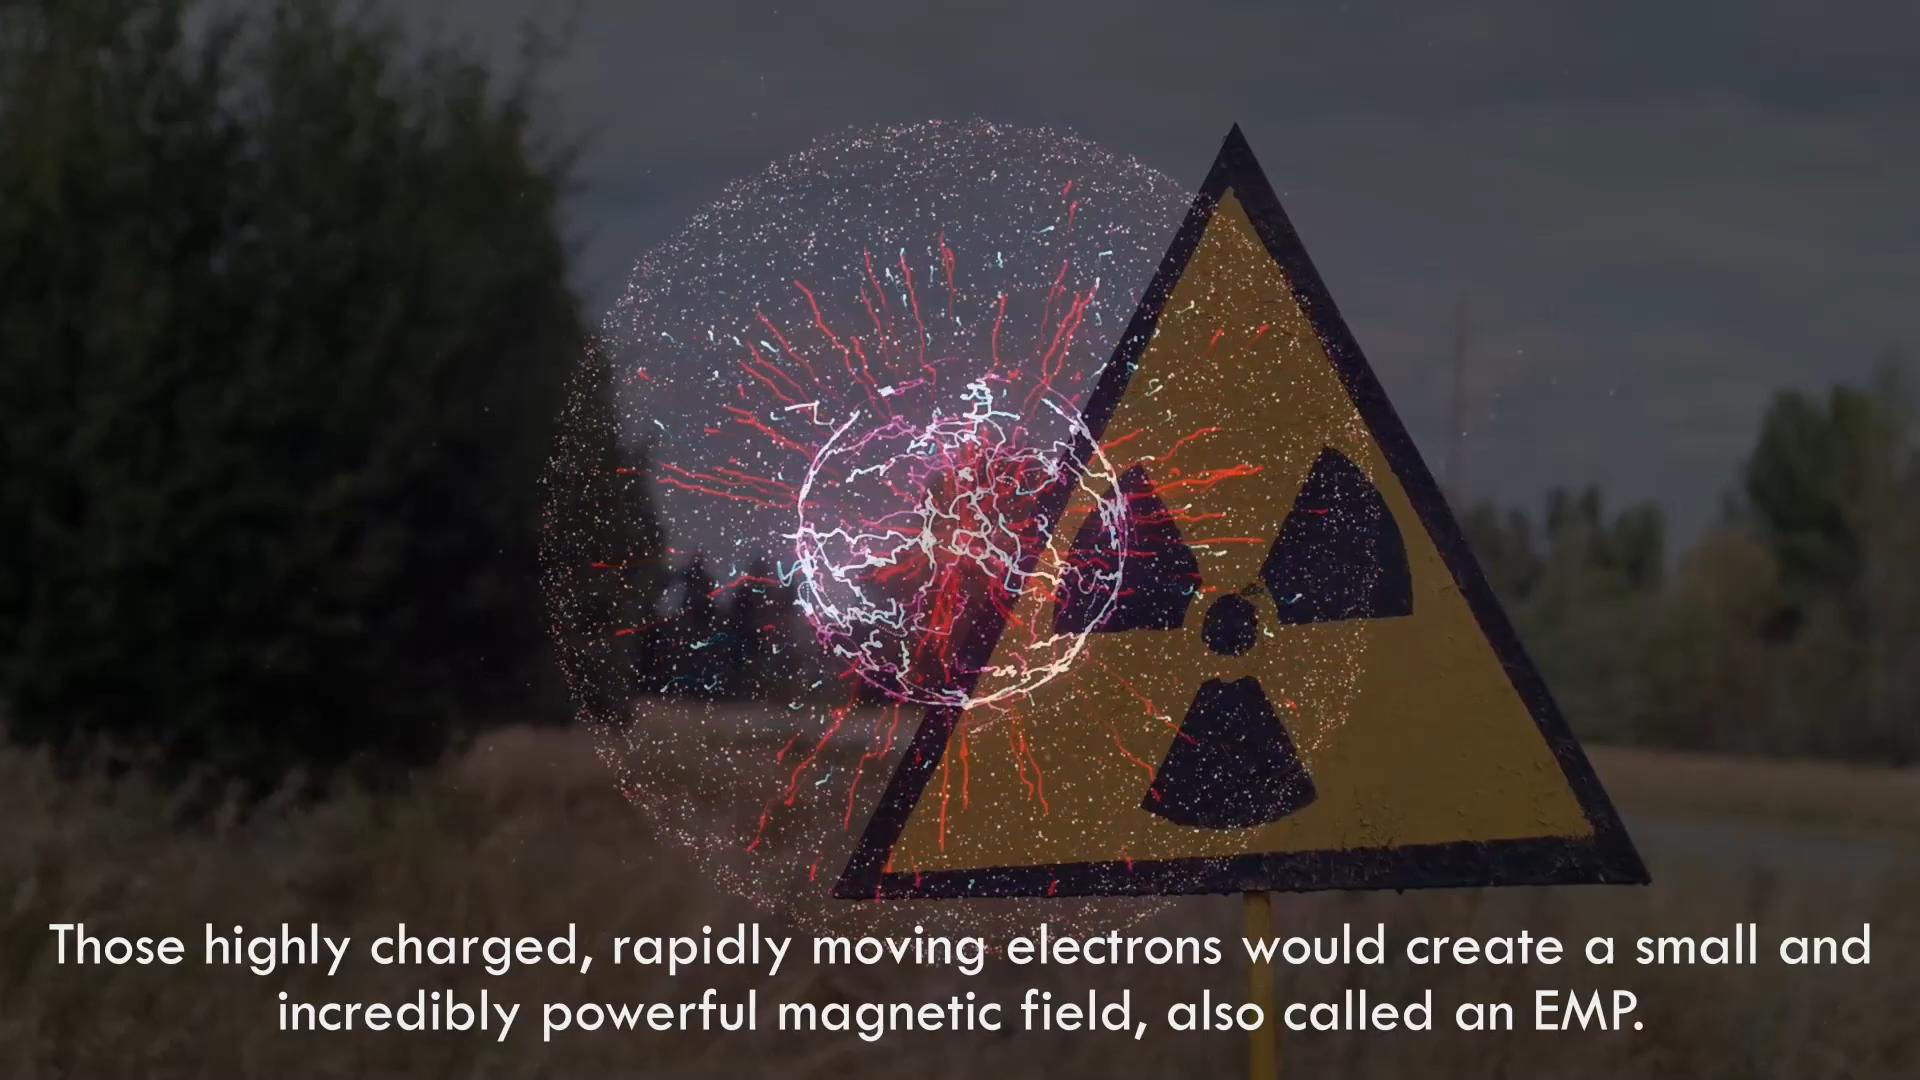 Those highly charged, rapidly moving electrons would create a small and
incredibly powerful magnetic field, also called an EMP.